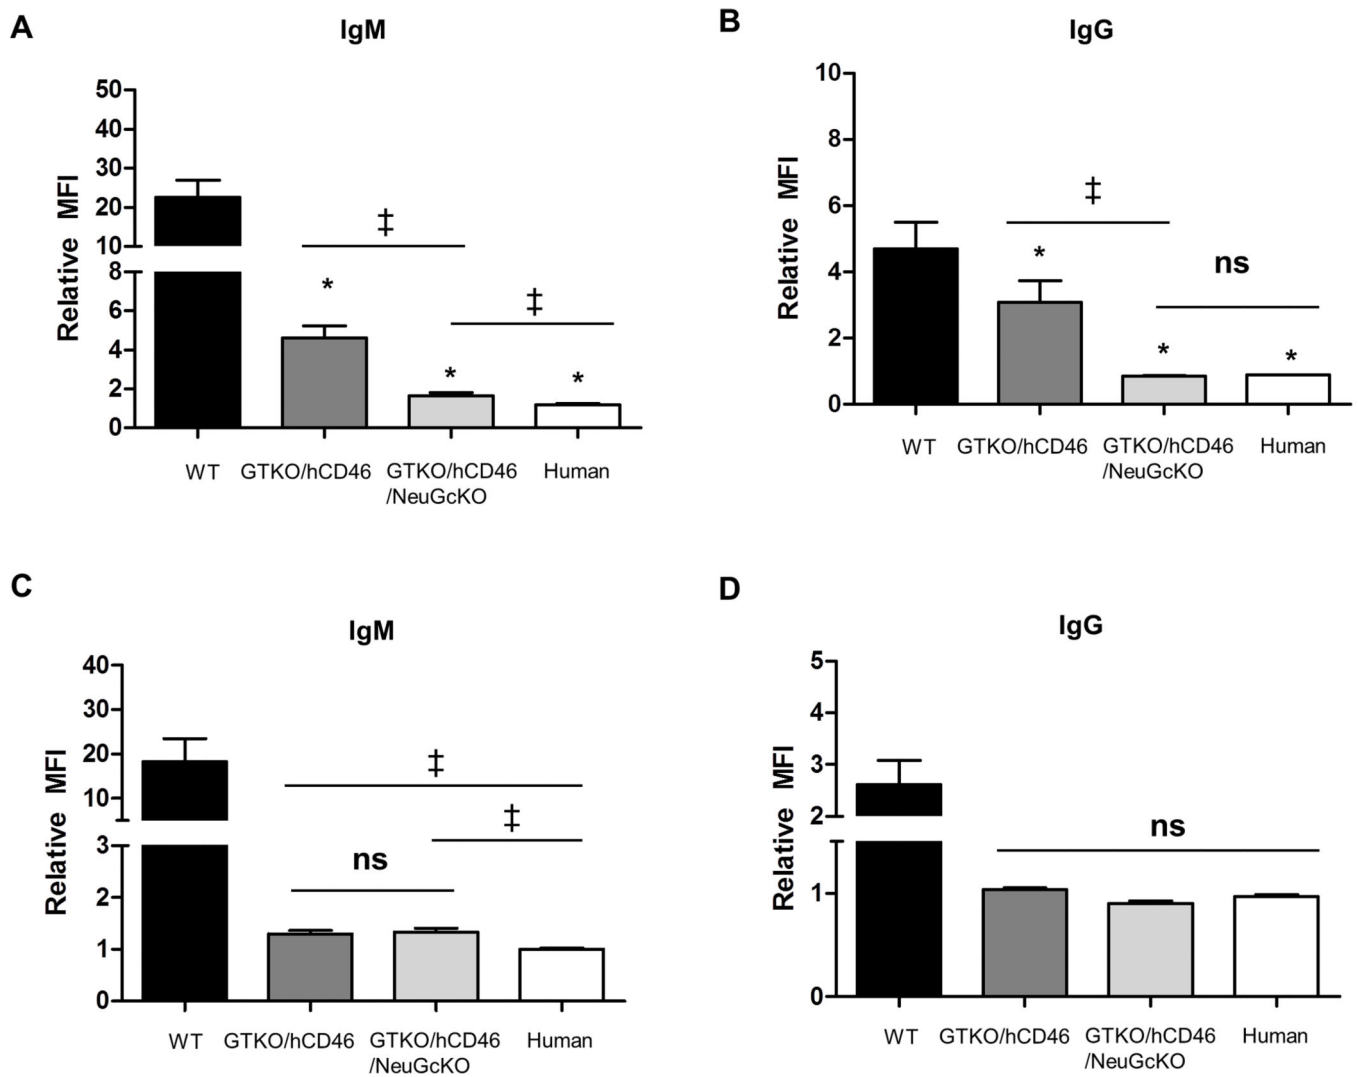 A
IgM
Relative MFI
50
40
30
20
10
8
6
4
2
0
‡
‡
*
*
*
WT
GTKO/hCD46
GTKO/hCD46
/NeuGcKO
Human
B
IgG
Relative MFI
10
8
6
4
2
0
‡
ns
*
*
*
WT
GTKO/hCD46
GTKO/hCD46
/NeuGcKO
Human
C
IgM
Relative MFI
40
30
20
10
3
2
1
0
‡
‡
ns
WT
GTKO/hCD46
GTKO/hCD46
/NeuGcKO
Human
D
IgG
Relative MFI
5
4
3
2
1
0
ns
WT
GTKO/hCD46
GTKO/hCD46
/NeuGcKO
Human